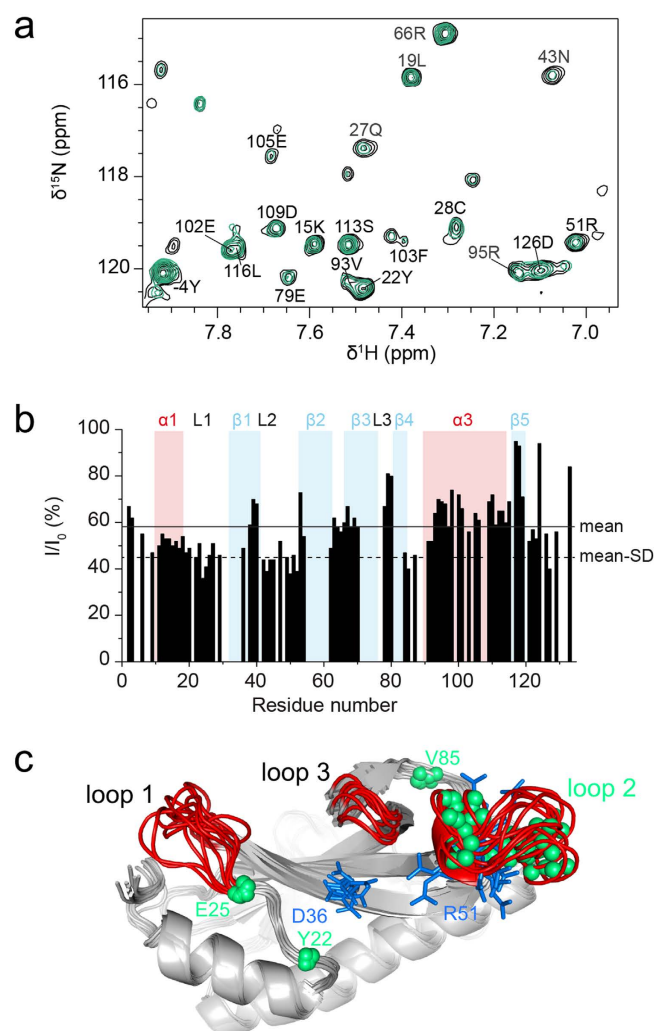 a
66R
19L
43N
27Q
105E
109D
15K
113S
28C
51R
102E
116L
103F
95R
126D
-4Y
79E
93V
22Y
116
118
120
δ¹⁵N (ppm)
7.8
7.6
7.4
7.2
7.0
δ¹H (ppm)
b
α1
L1
β1
L2
β2
β3
L3
β4
α3
β5
100
80
60
40
20
0
I/I₀ (%)
mean
mean-SD
0
20
40
60
80
100
120
Residue number
c
V85
loop 1
loop 3
loop 2
E25
D36
R51
Y22